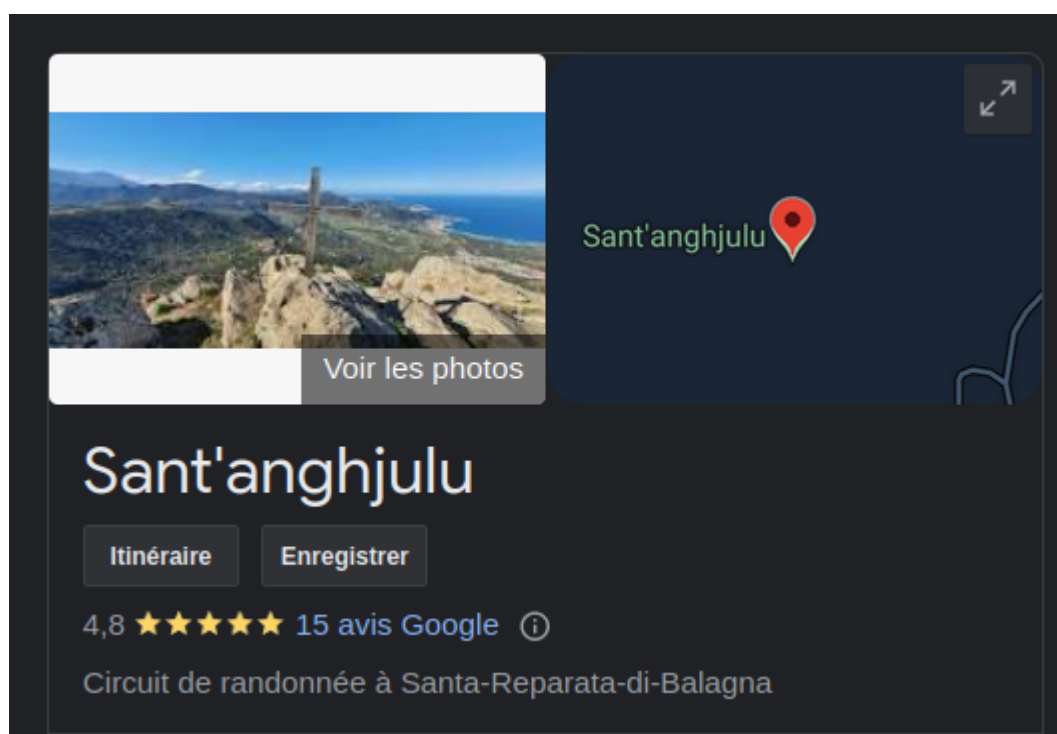 Sant'anghjulu
Voir les photos
Sant'anghjulu
Itinéraire
Enregistrer
4,8 ★★★★★ 15 avis Google
Circuit de randonnée à Santa-Reparata-di-Balagna